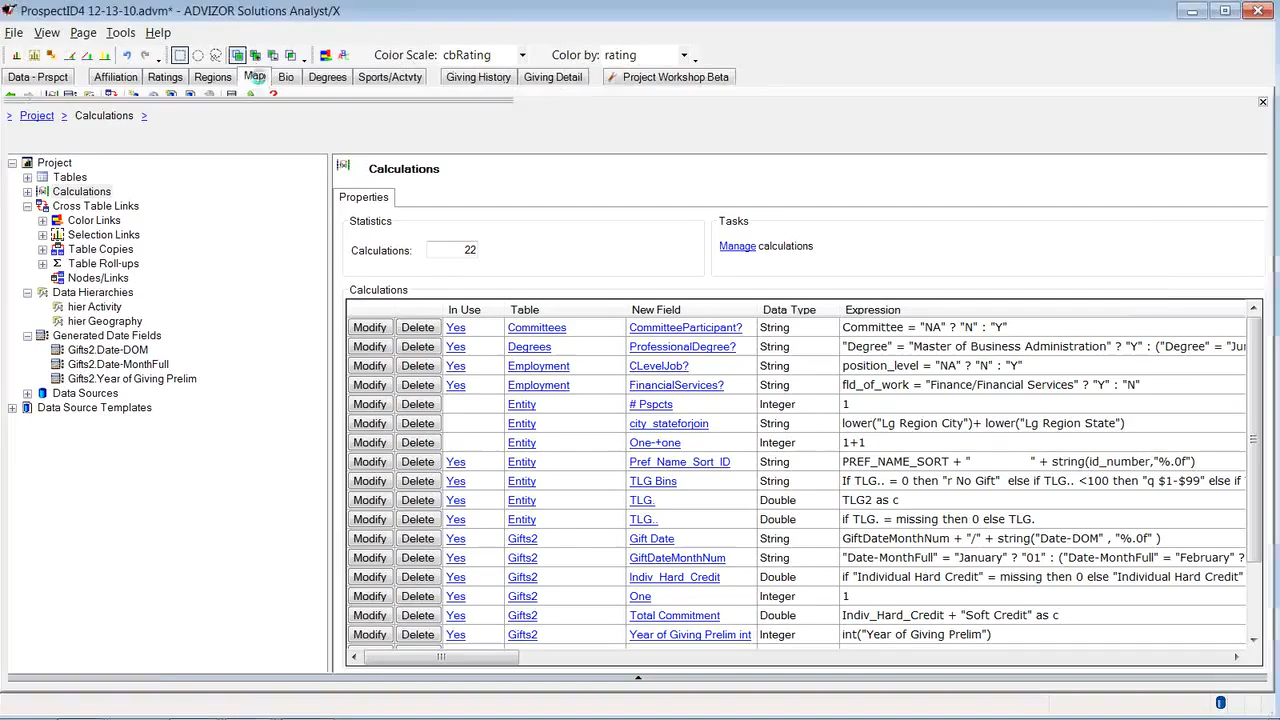 ProspectID4 12-13-10.advm* - ADVIZOR Solutions Analyst/X
File View Page Tools Help
Color Scale: cbRating Color by: rating
Data - Prspct Affiliation Ratings Regions Map Bio Degrees Sports/Actvty Giving History Giving Detail Project Workshop Beta
> Project > Calculations >
Project
Tables
Calculations
Cross Table Links
Color Links
Selection Links
Table Copies
Table Roll-ups
Nodes/Links
Data Hierarchies
hier Activity
hier Geography
Generated Date Fields
Gifts2.Date-DOM
Gifts2.Date-MonthFull
Gifts2.Year of Giving Prelim
Data Sources
Data Source Templates
Calculations
Properties
Statistics
Calculations: 22
Tasks
Manage calculations
Calculations
In Use Table New Field Data Type Expression
Modify Delete Yes Committees CommitteeParticipant? String Committee = "NA" ? "N" : "Y"
Modify Delete Yes Degrees ProfessionalDegree? String "Degree" = "Master of Business Administration" ? "Y" : ("Degree" = "Jur
Modify Delete Yes Employment CLevelJob? String position_level = "NA" ? "N" : "Y"
Modify Delete Yes Employment FinancialServices? String fld_of_work = "Finance/Financial Services" ? "Y" : "N"
Modify Delete Entity # Pspcts Integer 1
Modify Delete Entity city_stateforjoin String lower("Lg Region City")+ lower("Lg Region State")
Modify Delete Entity One-+one Integer 1+1
Modify Delete Yes Entity Pref_Name_Sort_ID String PREF_NAME_SORT + " " + string(id_number,"%.0f")
Modify Delete Yes Entity TLG Bins String If TLG.. = 0 then "r No Gift" else if TLG.. <100 then "q $1-$99" else if T
Modify Delete Yes Entity TLG. Double TLG2 as c
Modify Delete Yes Entity TLG.. Double if TLG. = missing then 0 else TLG.
Modify Delete Yes Gifts2 Gift Date String GiftDateMonthNum + "/" + string("Date-DOM" , "%.0f" )
Modify Delete Yes Gifts2 GiftDateMonthNum String "Date-MonthFull" = "January" ? "01" : ("Date-MonthFull" = "February" ?
Modify Delete Yes Gifts2 Indiv_Hard_Credit Double if "Individual Hard Credit" = missing then 0 else "Individual Hard Credit"
Modify Delete Yes Gifts2 One Integer 1
Modify Delete Yes Gifts2 Total Commitment Double Indiv_Hard_Credit + "Soft Credit" as c
Modify Delete Yes Gifts2 Year of Giving Prelim int Integer int("Year of Giving Prelim")